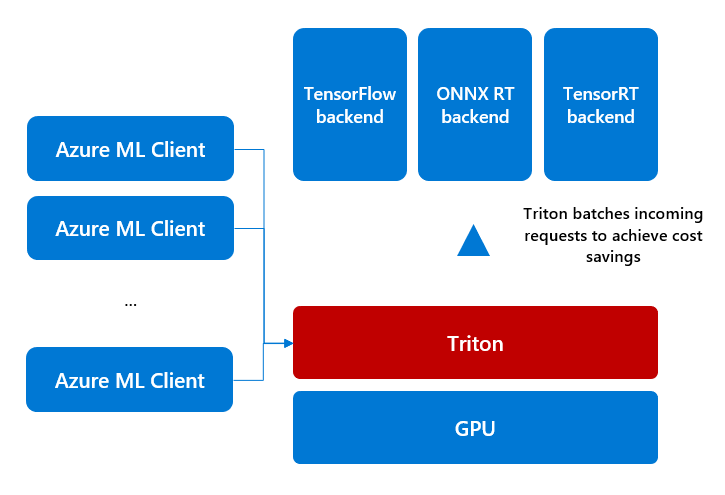 TensorFlow
backend
ONNX RT
backend
TensorRT
backend
Azure ML Client
Azure ML Client
...
Azure ML Client
Triton batches incoming
requests to achieve cost
savings
Triton
GPU